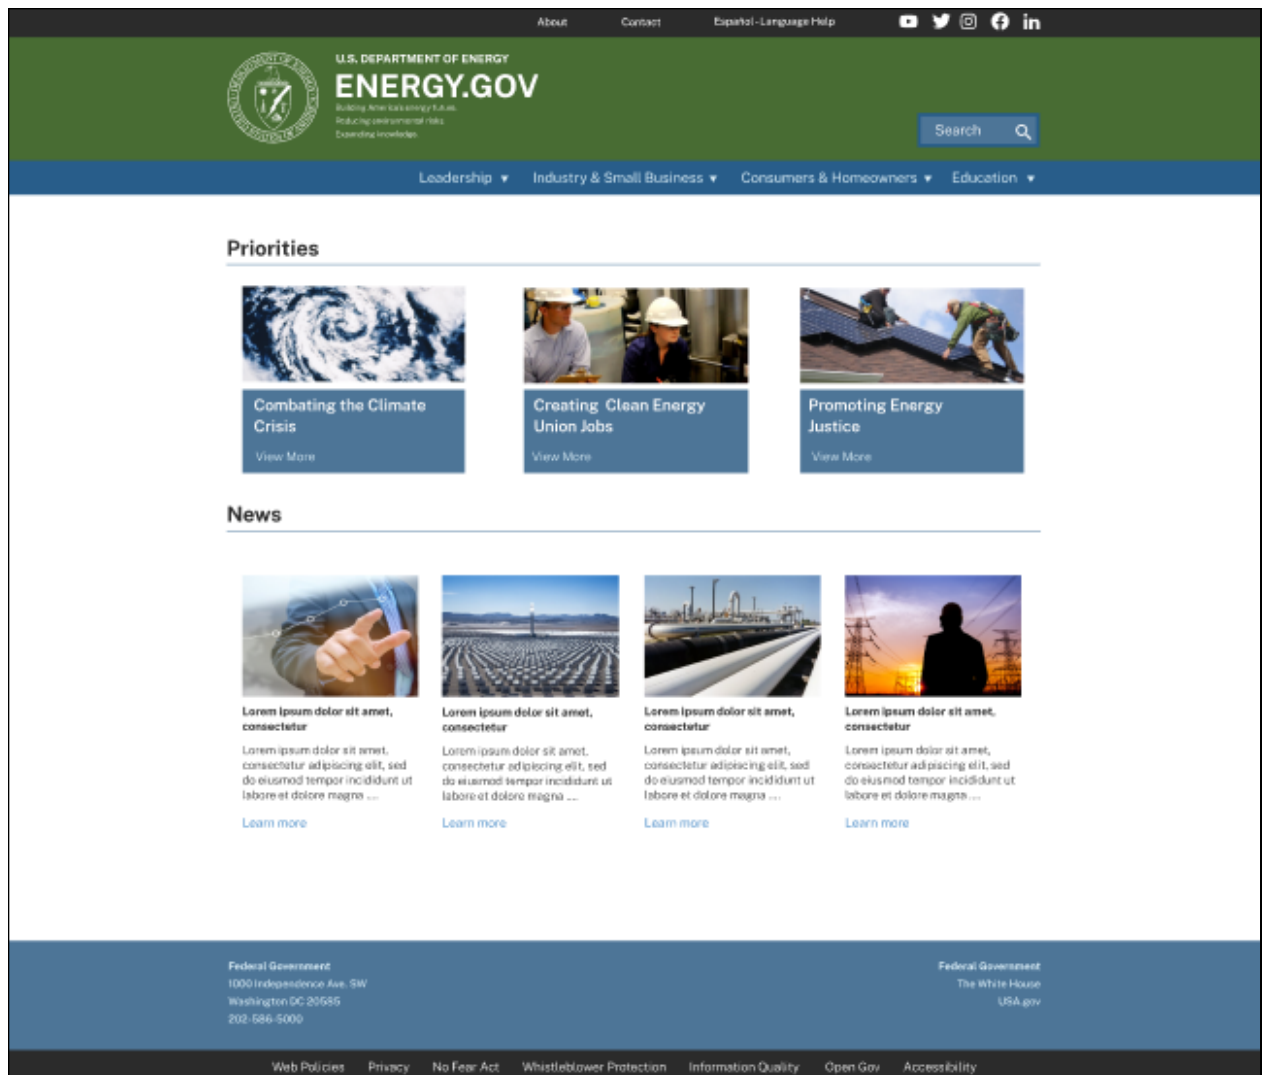 About Contact Español - Language Help
U.S. DEPARTMENT OF ENERGY
ENERGY.GOV
Building America's energy future.
Reducing environmental risks.
Expanding knowledge.
Search
Leadership ▼ Industry & Small Business ▼ Consumers & Homeowners ▼ Education ▼
Priorities
Combating the Climate
Crisis
View More
Creating Clean Energy
Union Jobs
View More
Promoting Energy
Justice
View More
News
Lorem ipsum dolor sit amet,
consectetur
Lorem ipsum dolor sit amet,
consectetur adipiscing elit, sed
do eiusmod tempor incididunt ut
labore et dolore magna ....
Learn more
Lorem ipsum dolor sit amet,
consectetur
Lorem ipsum dolor sit amet,
consectetur adipiscing elit, sed
do eiusmod tempor incididunt ut
labore et dolore magna ....
Learn more
Lorem ipsum dolor sit amet,
consectetur
Lorem ipsum dolor sit amet,
consectetur adipiscing elit, sed
do eiusmod tempor incididunt ut
labore et dolore magna ....
Learn more
Lorem ipsum dolor sit amet,
consectetur
Lorem ipsum dolor sit amet,
consectetur adipiscing elit, sed
do eiusmod tempor incididunt ut
labore et dolore magna ....
Learn more
Federal Government
1000 Independence Ave. SW
Washington DC 20585
202-586-5000
Federal Government
The White House
USA.gov
Web Policies Privacy No Fear Act Whistleblower Protection Information Quality Open Gov Accessibility